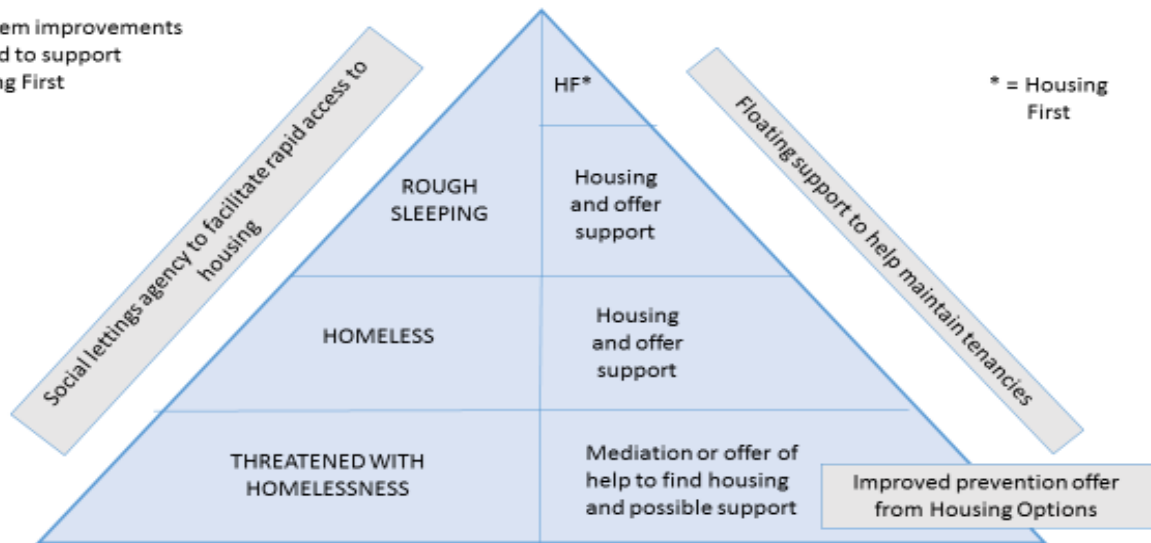 em improvements
d to support
ng First
HF*
* = Housing
First
Social lettings agency to facilitate rapid access to
housing
Floating support to help maintain tenancies
ROUGH
SLEEPING
Housing
and offer
support
HOMELESS
Housing
and offer
support
THREATENED WITH
HOMELESSNESS
Mediation or offer of
help to find housing
and possible support
Improved prevention offer
from Housing Options